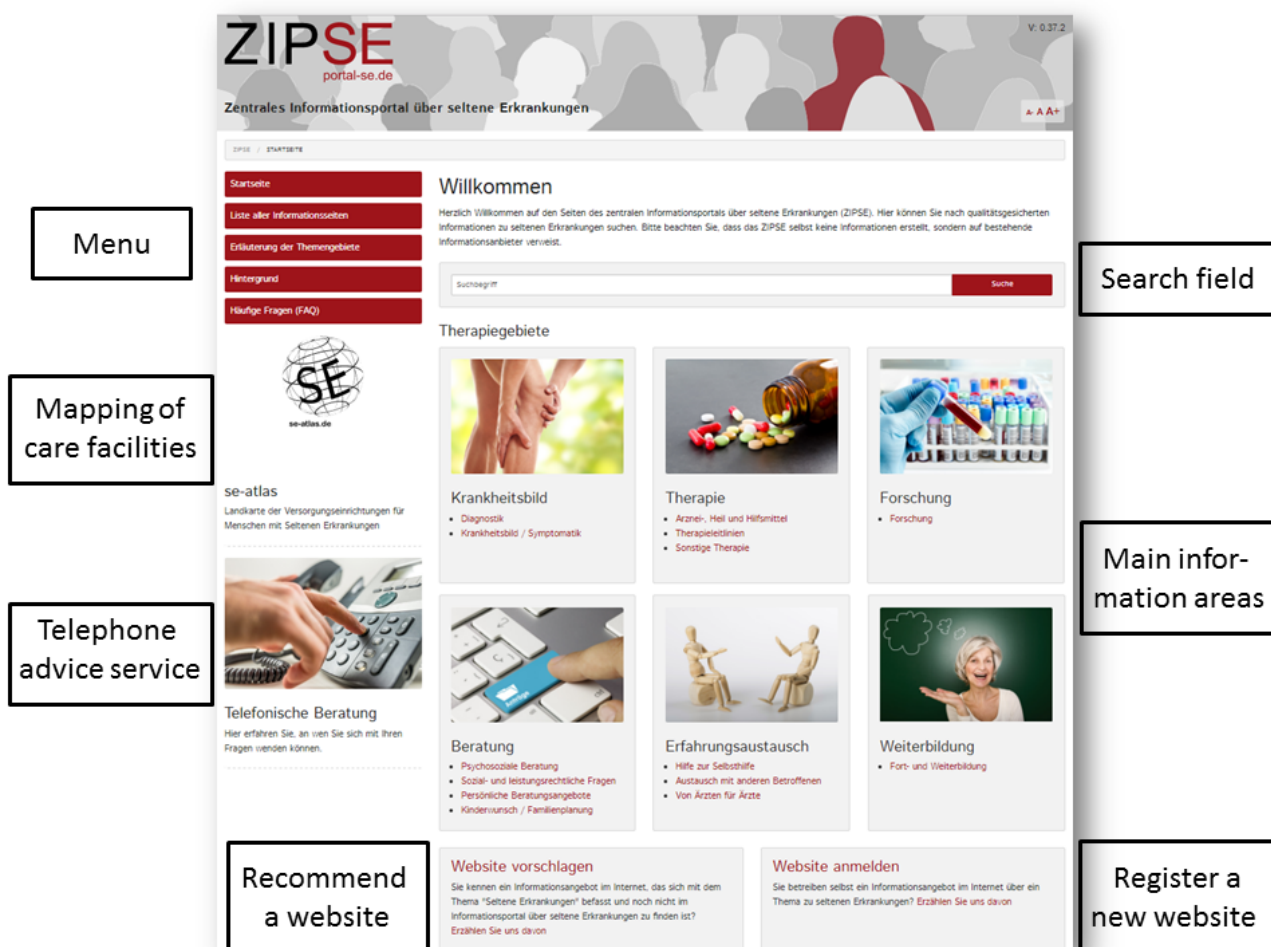 ZIPSE
portal-se.de
V: 0.37.2
Zentrales Informationsportal über seltene Erkrankungen
A- A A+
ZIPSE / STARTSEITE
Menu
Startseite
Liste aller Informationsseiten
Erläuterung der Themengebiete
Hintergrund
Häufige Fragen (FAQ)
Mapping of
care facilities
SE
se-atlas.de
se-atlas
Landkarte der Versorgungseinrichtungen für
Menschen mit Seltenen Erkrankungen
Telephone
advice service
Telefonische Beratung
Hier erfahren Sie, an wen Sie sich mit Ihren
Fragen wenden können.
Willkommen
Herzlich Willkommen auf den Seiten des zentralen Informationsportals über seltene Erkrankungen (ZIPSE). Hier können Sie nach qualitätsgesicherten
Informationen zu seltenen Erkrankungen suchen. Bitte beachten Sie, dass das ZIPSE selbst keine Informationen erstellt, sondern auf bestehende
Informationsanbieter verweist.
Suchbegriff
Suche
Search field
Therapiegebiete
Krankheitsbild
Diagnostik
Krankheitsbild / Symptomatik
Therapie
Arznei-, Heil und Hilfsmittel
Therapieleitlinien
Sonstige Therapie
Forschung
Forschung
Main infor-
mation areas
Beratung
Psychosoziale Beratung
Sozial- und leistungsrechtliche Fragen
Persönliche Beratungsangebote
Kinderwunsch / Familienplanung
Erfahrungsaustausch
Hilfe zur Selbsthilfe
Austausch mit anderen Betroffenen
Von Ärzten für Ärzte
Weiterbildung
Fort- und Weiterbildung
Recommend
a website
Website vorschlagen
Sie kennen ein Informationsangebot im Internet, das sich mit dem
Thema "Seltene Erkrankungen" befasst und noch nicht im
Informationsportal über seltene Erkrankungen zu finden ist?
Erzählen Sie uns davon
Website anmelden
Sie betreiben selbst ein Informationsangebot im Internet über ein
Thema zu seltenen Erkrankungen? Erzählen Sie uns davon
Register a
new website